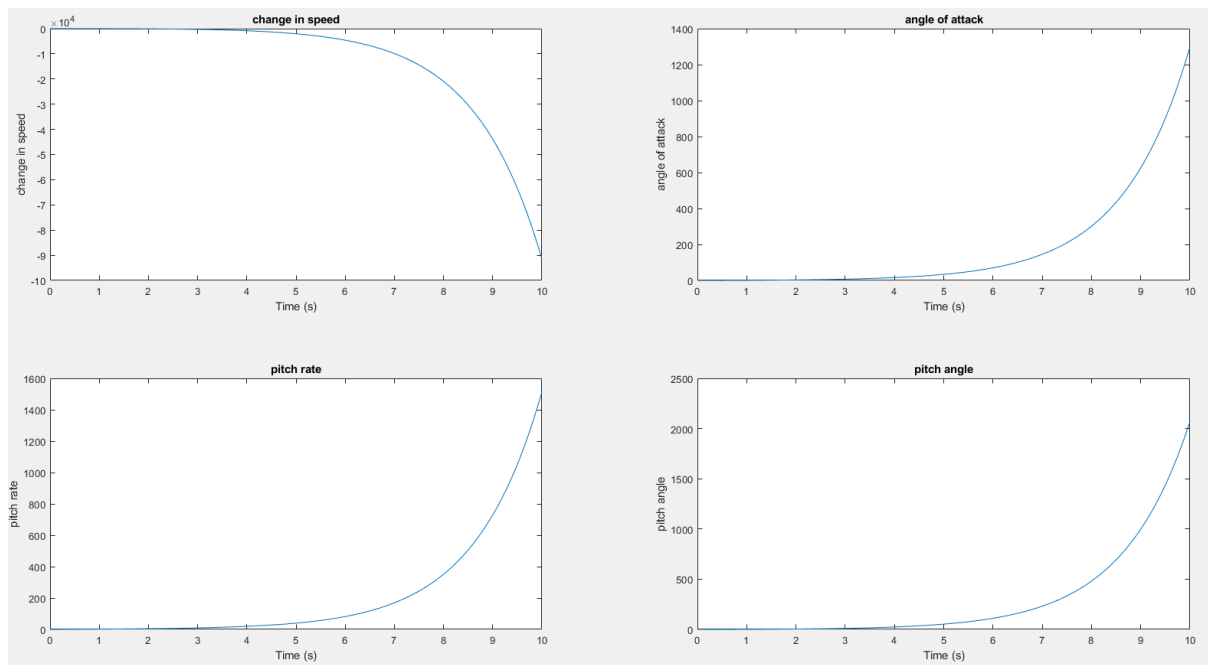 change in speed
×10⁴
0
-1
-2
-3
-4
-5
-6
-7
-8
-9
-10
change in speed
0 1 2 3 4 5 6 7 8 9 10
Time (s)
angle of attack
1400
1200
1000
800
600
400
200
0
angle of attack
0 1 2 3 4 5 6 7 8 9 10
Time (s)
pitch rate
1600
1400
1200
1000
800
600
400
200
0
pitch rate
0 1 2 3 4 5 6 7 8 9 10
Time (s)
pitch angle
2500
2000
1500
1000
500
0
pitch angle
0 1 2 3 4 5 6 7 8 9 10
Time (s)